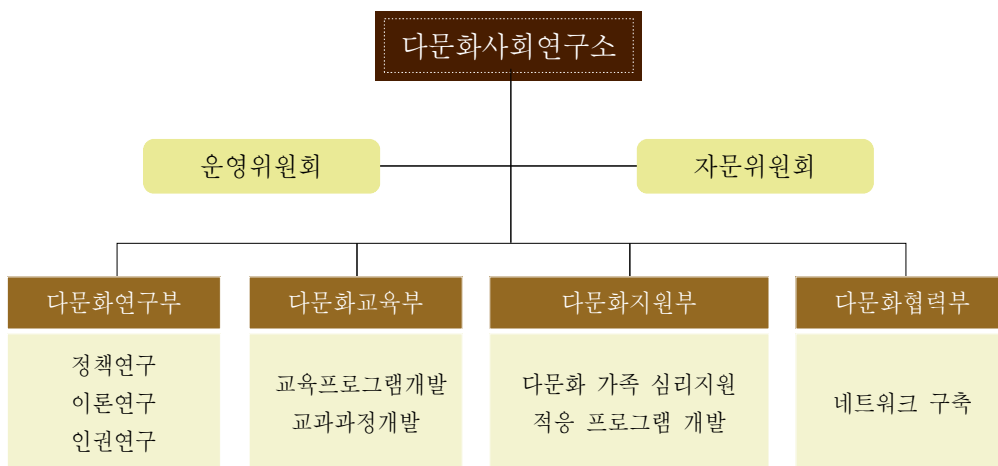 다문화사회연구소
운영위원회
자문위원회
다문화연구부
정책연구
이론연구
인권연구
다문화교육부
교육프로그램개발
교과과정개발
다문화지원부
다문화 가족 심리지원
적응 프로그램 개발
다문화협력부
네트워크 구축